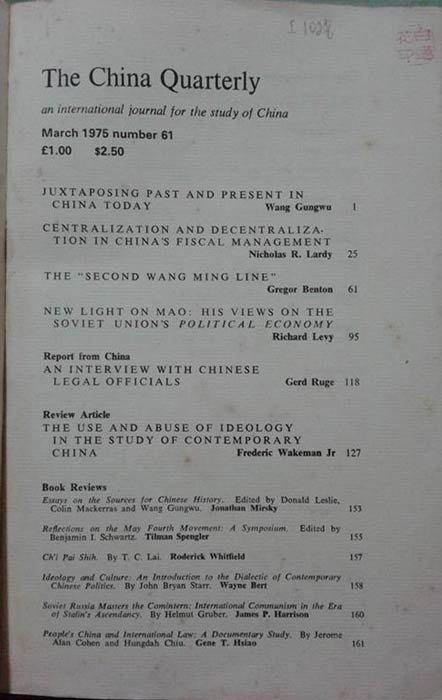 The China Quarterly
an international journal for the study of China
March 1975 number 61
£1.00 $2.50
JUXTAPOSING PAST AND PRESENT IN
CHINA TODAY Wang Gungwu 1
CENTRALIZATION AND DECENTRALIZA-
TION IN CHINA'S FISCAL MANAGEMENT
Nicholas R. Lardy 25
THE "SECOND WANG MING LINE"
Gregor Benton 61
NEW LIGHT ON MAO: HIS VIEWS ON THE
SOVIET UNION'S POLITICAL ECONOMY
Richard Levy 95
Report from China
AN INTERVIEW WITH CHINESE
LEGAL OFFICIALS Gerd Ruge 118
Review Article
THE USE AND ABUSE OF IDEOLOGY
IN THE STUDY OF CONTEMPORARY
CHINA Frederic Wakeman Jr 127
Book Reviews
Essays on the Sources for Chinese History. Edited by Donald Leslie,
Colin Mackerras and Wang Gungwu. Jonathan Mirsky 153
Reflections on the May Fourth Movement: A Symposium. Edited by
Benjamin I. Schwartz. Tilman Spengler 155
Ch'i Pai Shih. By T. C. Lai. Roderick Whitfield 157
Ideology and Culture: An Introduction to the Dialectic of Contemporary
Chinese Politics. By John Bryan Starr. Wayne Bert 158
Soviet Russia Masters the Comintern: International Communism in the Era
of Stalin's Ascendancy. By Helmut Gruber. James P. Harrison 160
People's China and International Law: A Documentary Study. By Jerome
Alan Cohen and Hungdah Chiu. Gene T. Hsiao 161